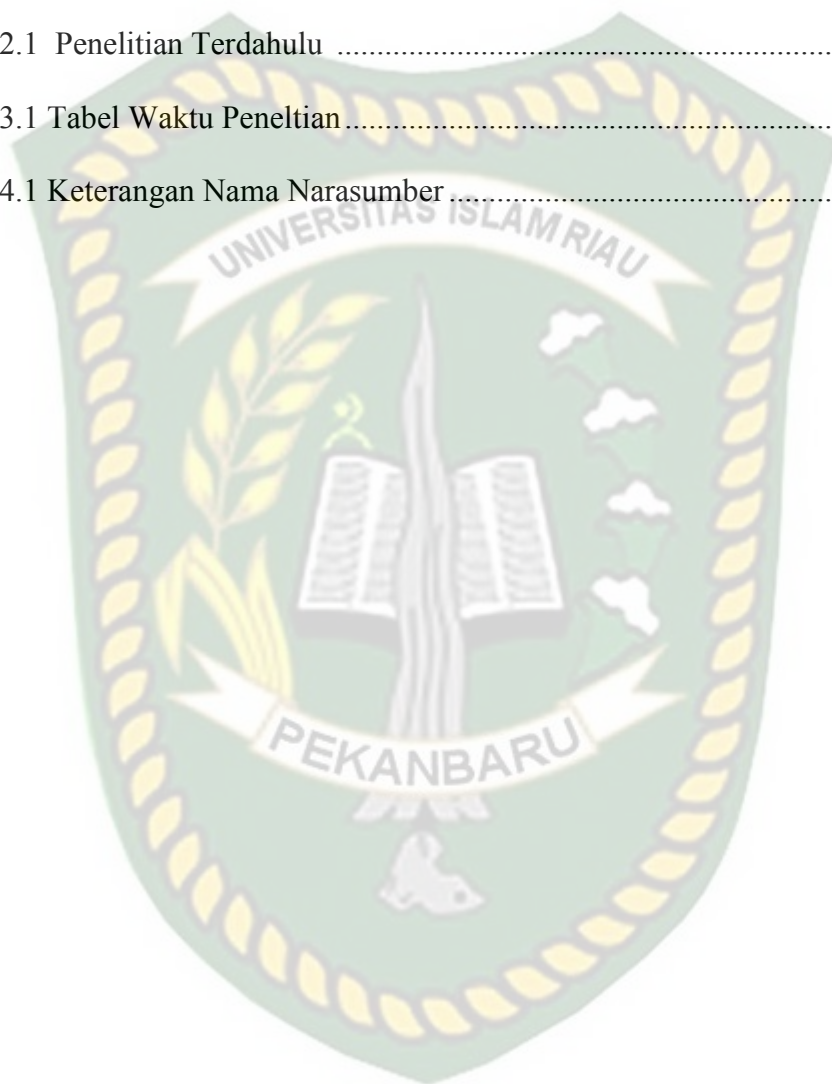 2.1 Penelitian Terdahulu ........................................................................
3.1 Tabel Waktu Peneltian........................................................................
4.1 Keterangan Nama Narasumber........................................................
UNIVERSITAS ISLAM RIAU
PEKANBARU